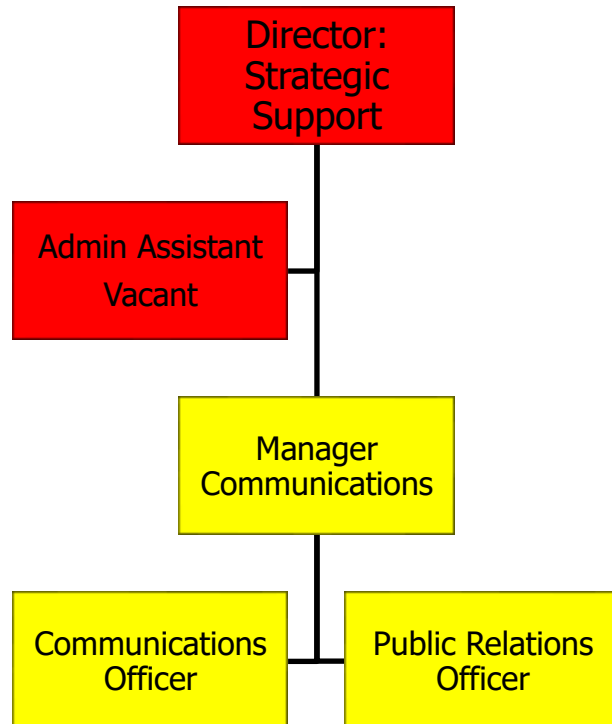 Director:
Strategic
Support
Admin Assistant
Vacant
Manager
Communications
Communications
Officer
Public Relations
Officer